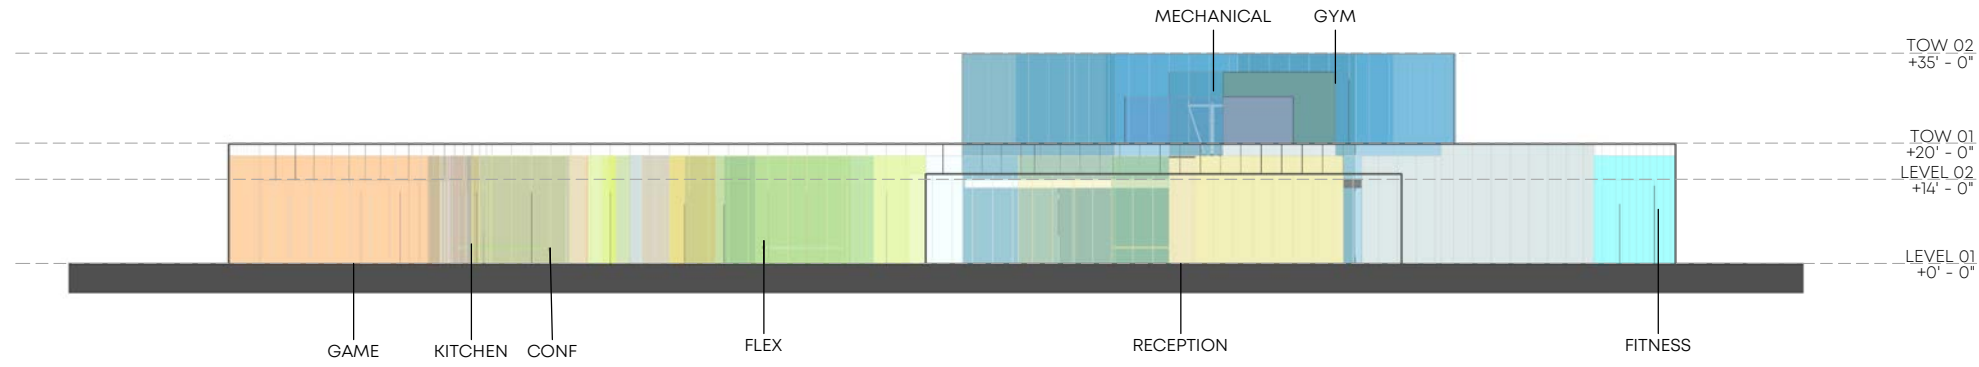 MECHANICAL
GYM
TOW 02
+35' - 0"
TOW 01
+20' - 0"
LEVEL 02
+14' - 0"
LEVEL 01
+0' - 0"
GAME
KITCHEN
CONF
FLEX
RECEPTION
FITNESS